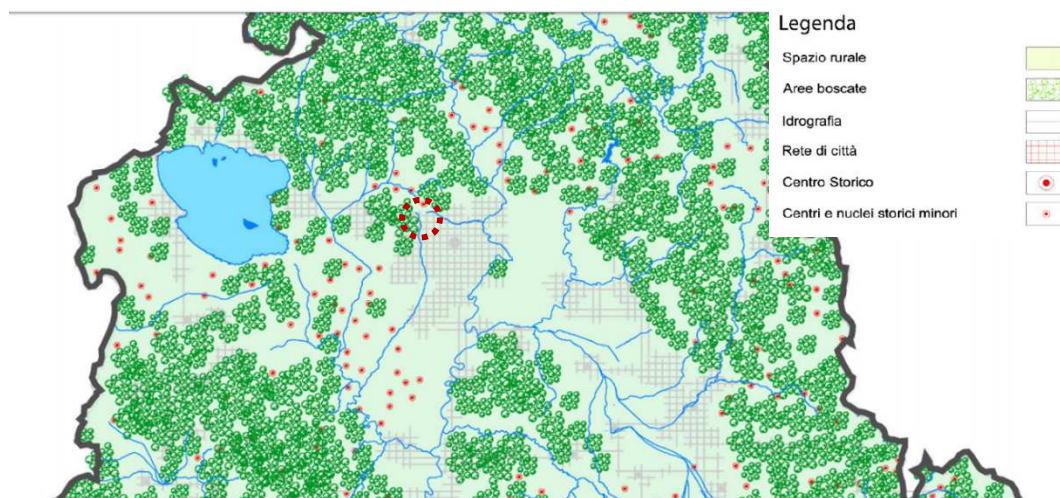 Legenda
Spazio rurale
Aree boscate
Idrografia
Rete di città
Centro Storico
Centri e nuclei storici minori